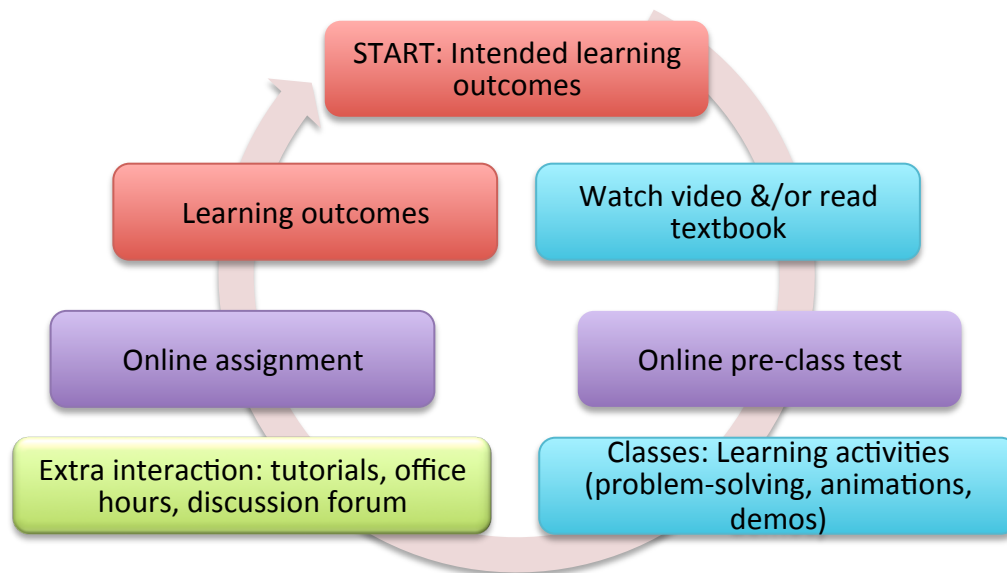 START: Intended learning
outcomes
Watch video &/or read
textbook
Online pre-class test
Classes: Learning activities
(problem-solving, animations,
demos)
Extra interaction: tutorials, office
hours, discussion forum
Online assignment
Learning outcomes